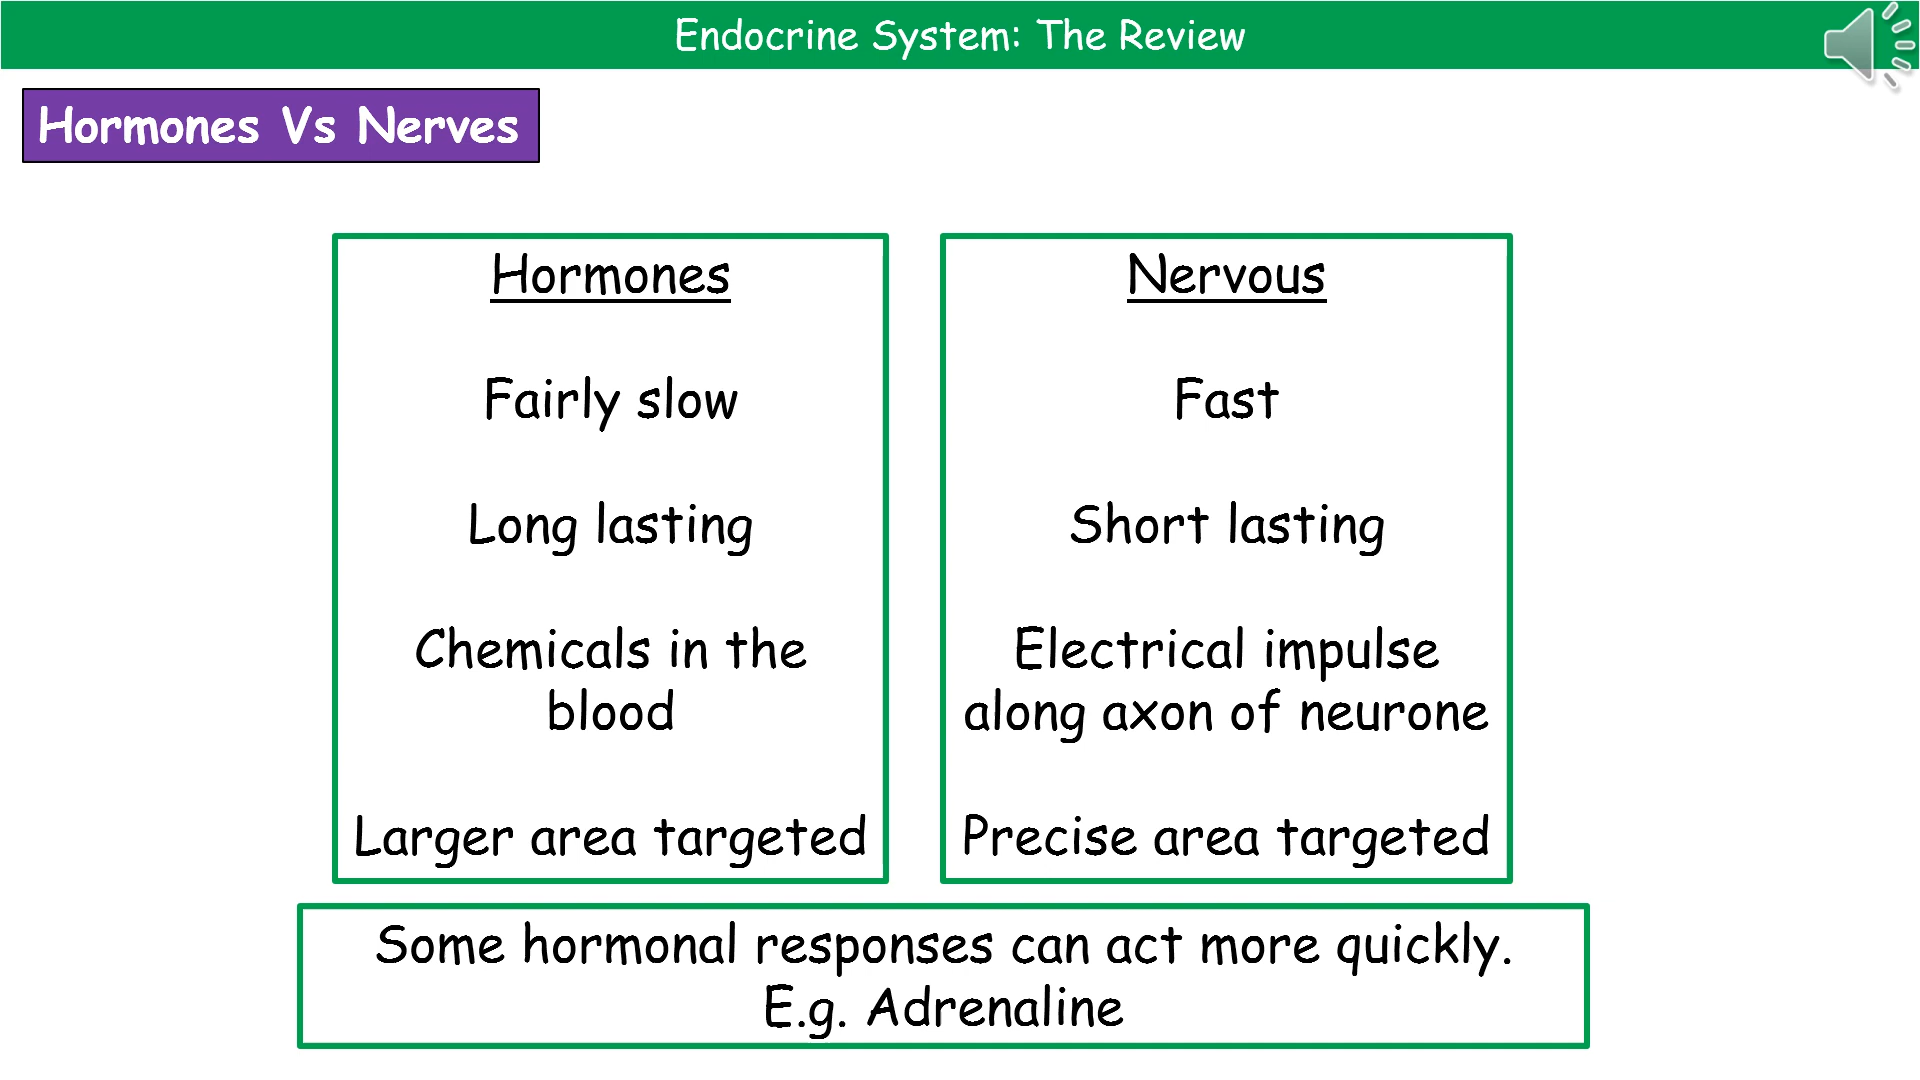 Endocrine System: The Review
Hormones Vs Nerves
Hormones
Fairly slow
Long lasting
Chemicals in the
blood
Larger area targeted
Nervous
Fast
Short lasting
Electrical impulse
along axon of neurone
Precise area targeted
Some hormonal responses can act more quickly.
E.g. Adrenaline